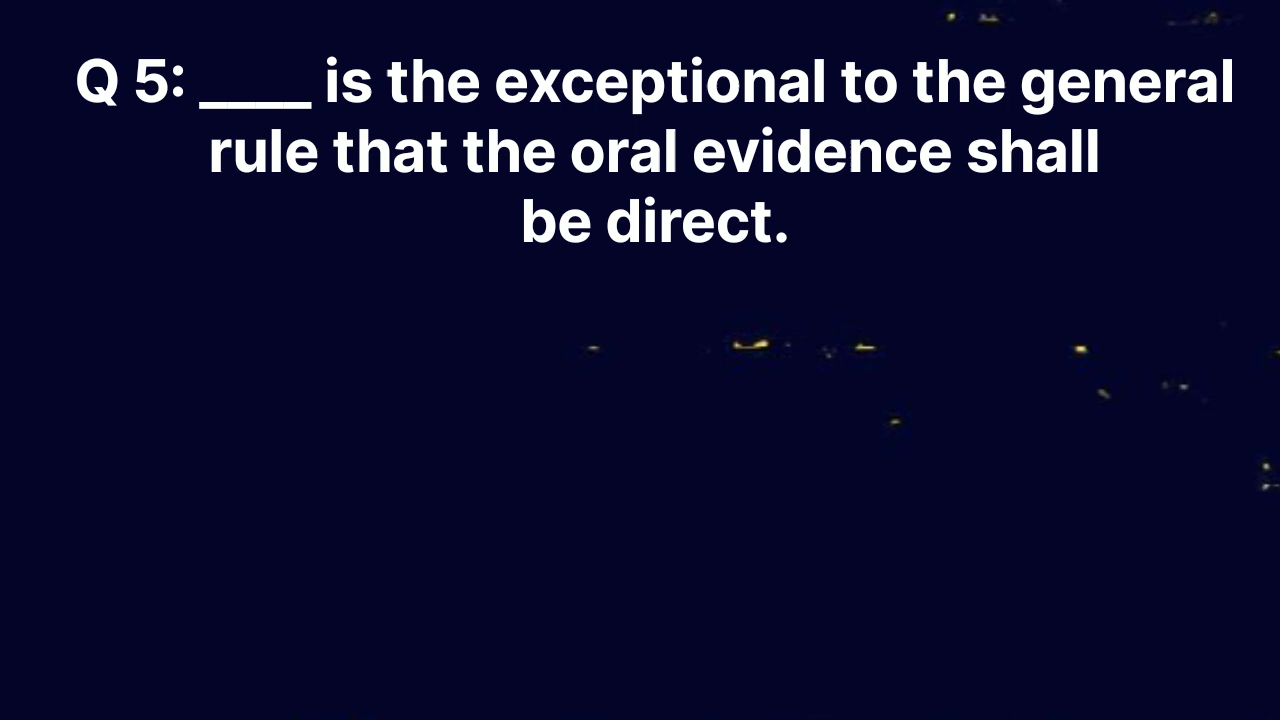 Q 5: ____ is the exceptional to the general
rule that the oral evidence shall
be direct.